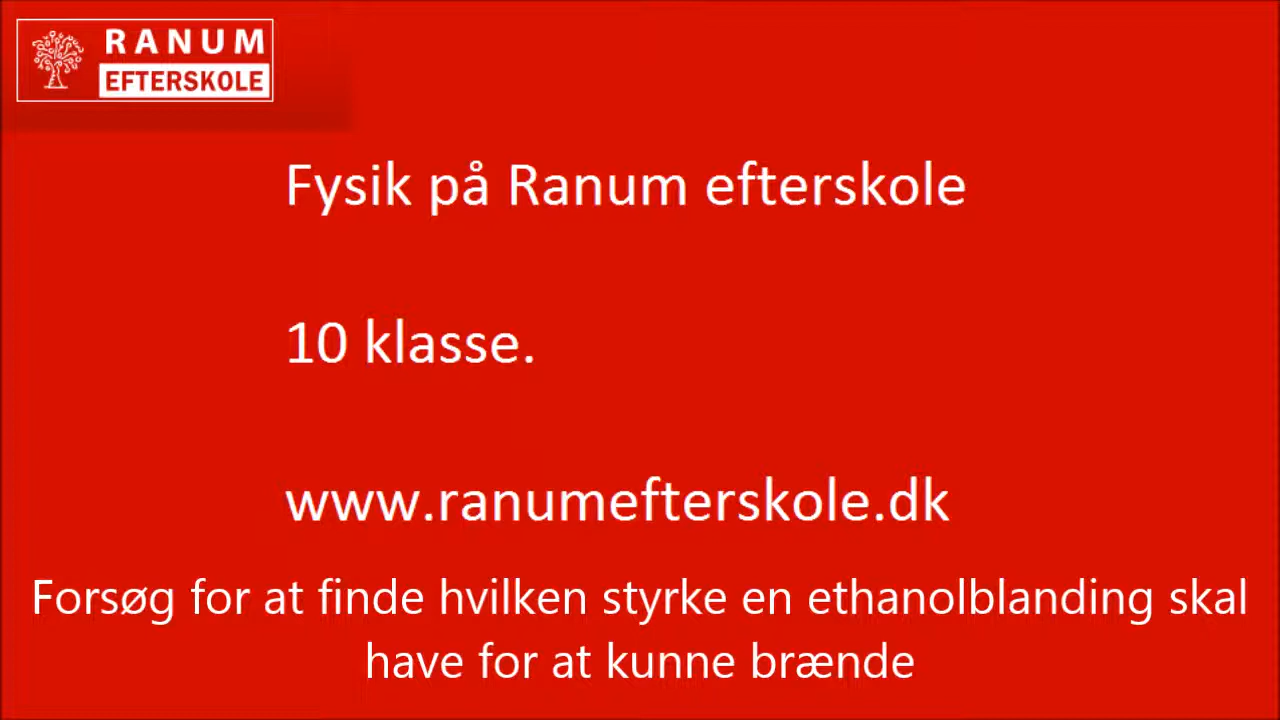 RANUM
EFTERSKOLE
Fysik på Ranum efterskole
10 klasse.
www.ranumefterskole.dk
Forsøg for at finde hvilken styrke en ethanolblanding skal
have for at kunne brænde